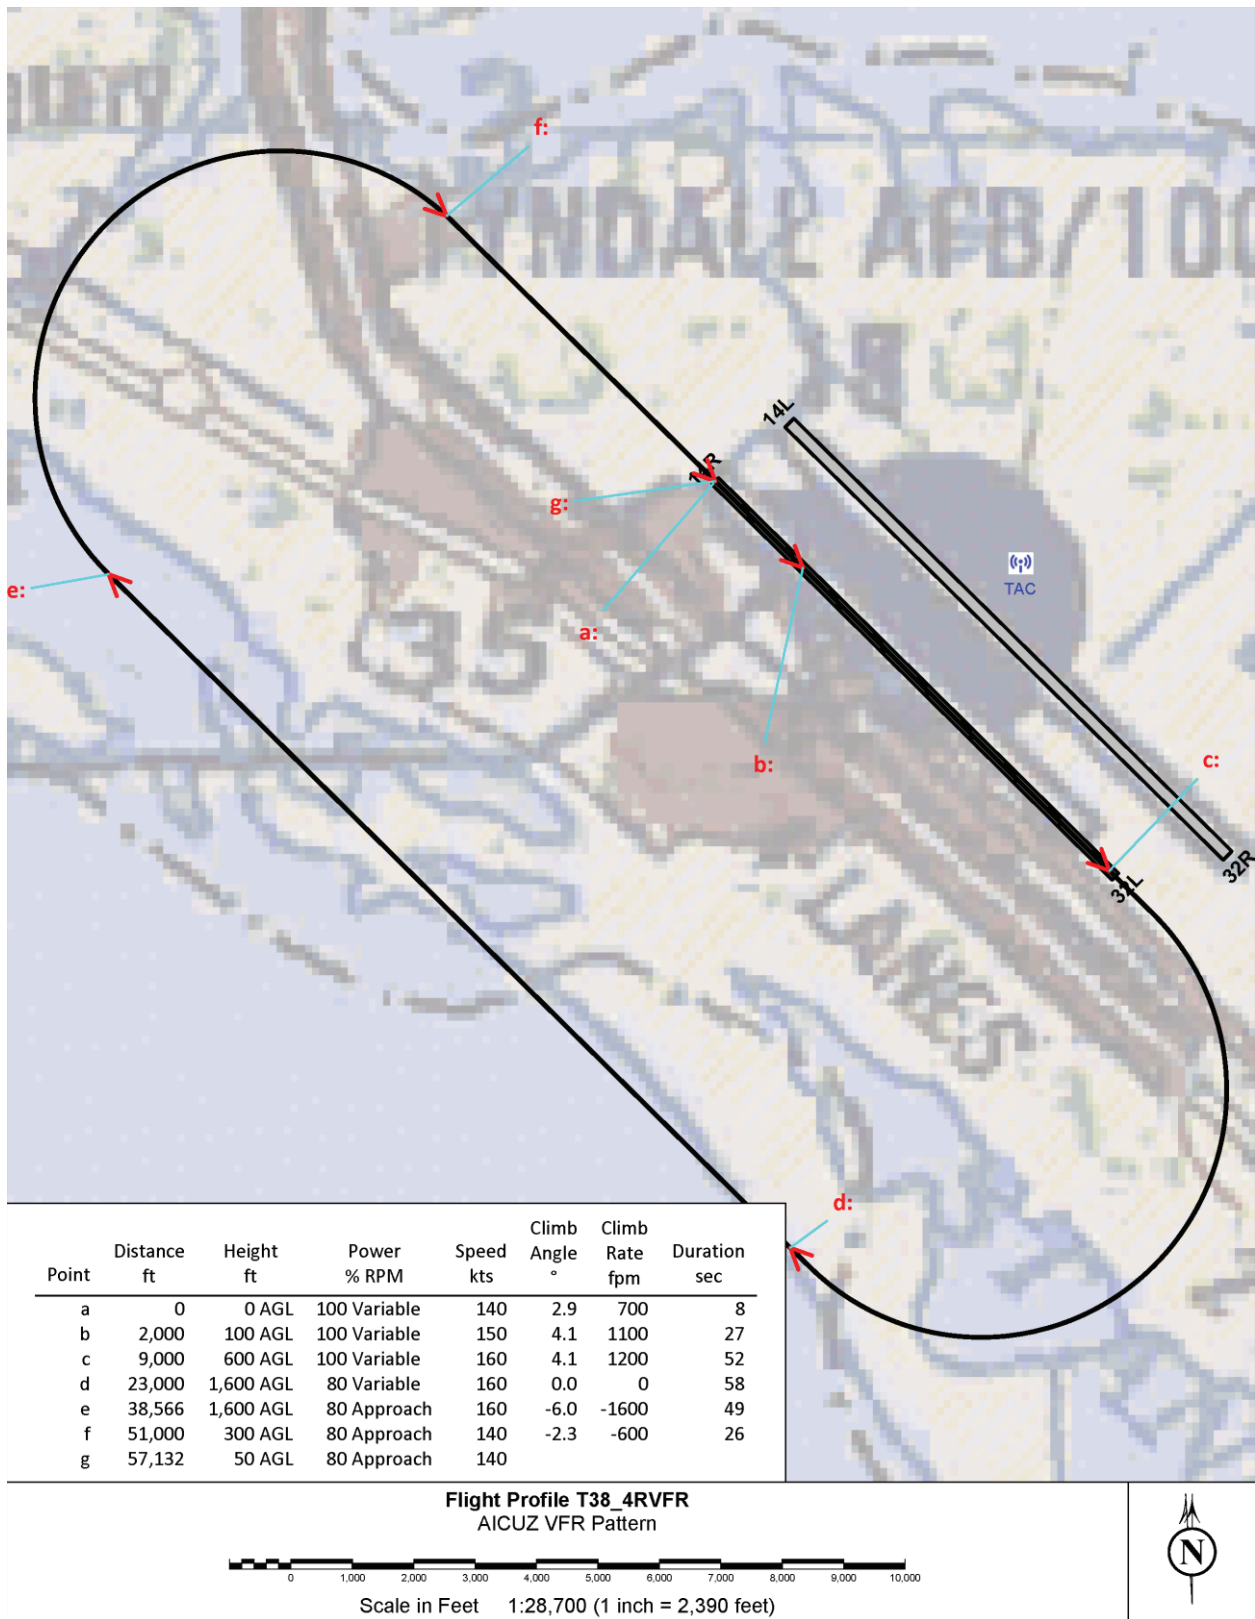 f:
NDALL AFB/100
14L
g:
TAC
e:
35
a:
b:
c:
32L
32R
LANES
d:
Climb Climb
Distance Height Power Speed Angle Rate Duration
Point ft ft % RPM kts ° fpm sec
a 0 0 AGL 100 Variable 140 2.9 700 8
b 2,000 100 AGL 100 Variable 150 4.1 1100 27
c 9,000 600 AGL 100 Variable 160 4.1 1200 52
d 23,000 1,600 AGL 80 Variable 160 0.0 0 58
e 38,566 1,600 AGL 80 Approach 160 -6.0 -1600 49
f 51,000 300 AGL 80 Approach 140 -2.3 -600 26
g 57,132 50 AGL 80 Approach 140
Flight Profile T38_4RVFR
AICUZ VFR Pattern
0 1,000 2,000 3,000 4,000 5,000 6,000 7,000 8,000 9,000 10,000
Scale in Feet 1:28,700 (1 inch = 2,390 feet)
N